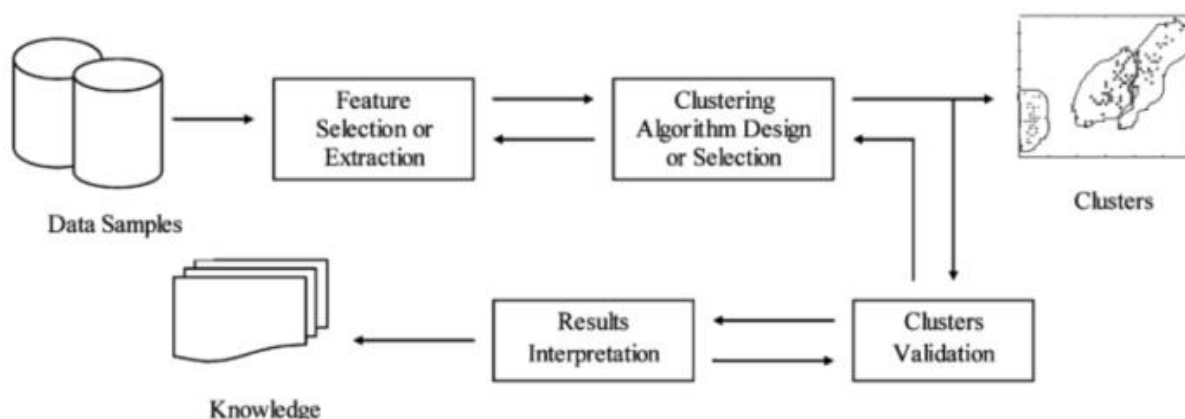 Data Samples
Feature
Selection or
Extraction
Clustering
Algorithm Design
or Selection
Clusters
Clusters
Validation
Results
Interpretation
Knowledge